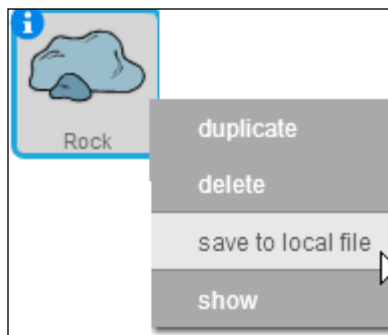 i
Rock
duplicate
delete
save to local file
show